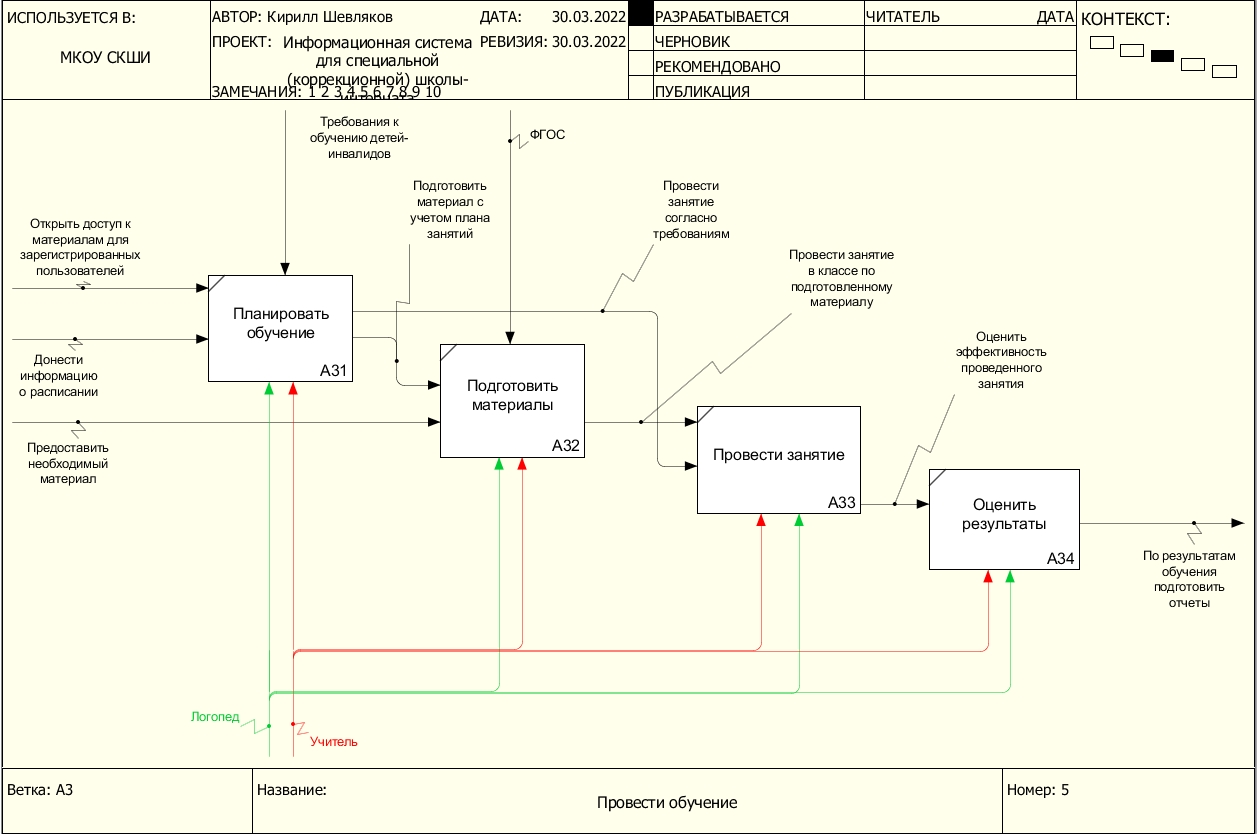 ИСПОЛЬЗУЕТСЯ В:
МКОУ СКШИ
АВТОР: Кирилл Шевляков
ДАТА: 30.03.2022
ПРОЕКТ: Информационная система
для специальной
(коррекционной) школы-
интерната
РЕВИЗИЯ: 30.03.2022
ЗАМЕЧАНИЯ: 1 2 3 4 5 6 7 8 9 10
РАЗРАБАТЫВАЕТСЯ
ЧЕРНОВИК
РЕКОМЕНДОВАНО
ПУБЛИКАЦИЯ
ЧИТАТЕЛЬ
ДАТА
КОНТЕКСТ:
Требования к
обучению детей-
инвалидов
ФГОС
Подготовить
материал с
учетом плана
занятий
Провести
занятие
согласно
требованиям
Открыть доступ к
материалам для
зарегистрированных
пользователей
Провести занятие
в классе по
подготовленному
материалу
Планировать
обучение
A31
Донести
информацию
о расписании
Оценить
эффективность
проведенного
занятия
Подготовить
материалы
A32
Предоставить
необходимый
материал
Провести занятие
A33
Оценить
результаты
A34
По результатам
обучения
подготовить
отчеты
Логопед
Учитель
Ветка: A3
Название:
Провести обучение
Номер: 5